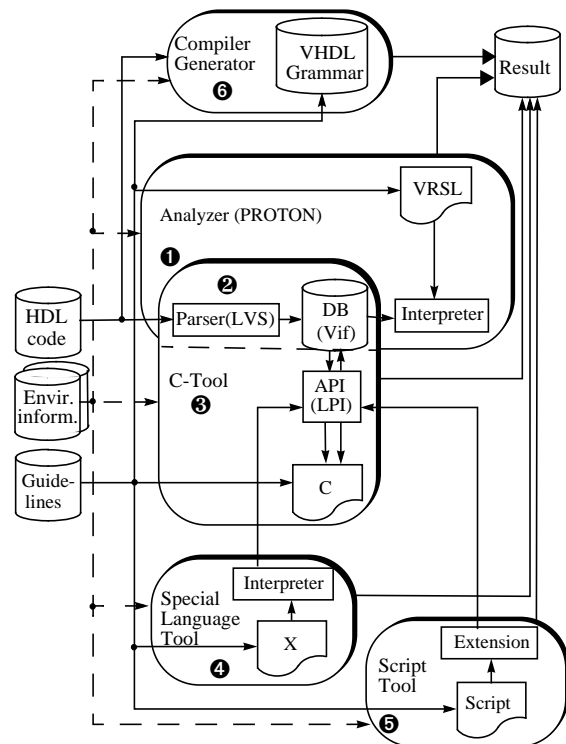 Compiler
Generator
❻
VHDL
Grammar
Result
VRSL
Analyzer (PROTON)
❶
❷
Parser(LVS)
DB
(Vif)
Interpreter
HDL
code
C-Tool
❸
API
(LPI)
Envir.
inform.
Guide-
lines
C
Interpreter
Special
Language
Tool
X
❹
Extension
Script
Tool
Script
❺